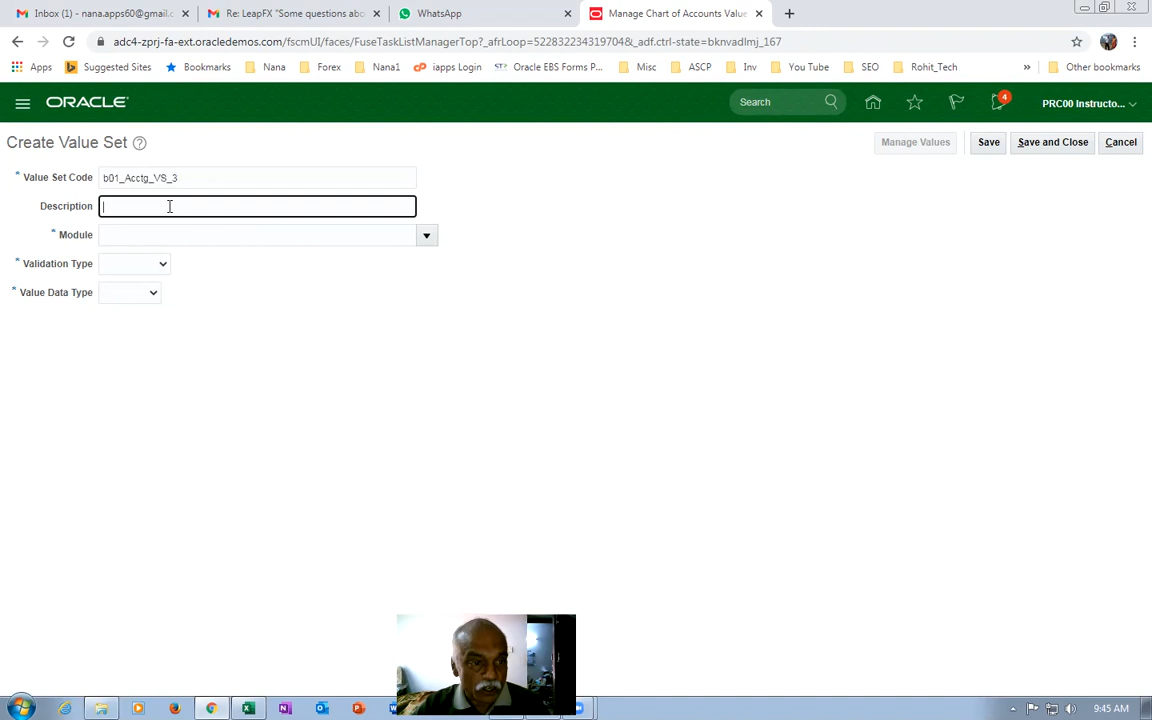 Inbox (1) - nana.apps60@gmail.c
Re: LeapFX "Some questions abo
WhatsApp
Manage Chart of Accounts Value
adc4-zprj-fa-ext.oracledemos.com/fscmUI/faces/FuseTaskListManagerTop?_afrLoop=522832234319704&_adf.ctrl-state=bknvadlmj_167
Apps
Suggested Sites
Bookmarks
Nana
Forex
Nana1
iapps Login
Oracle EBS Forms P...
Misc
ASCP
Inv
You Tube
SEO
Rohit_Tech
»
Other bookmarks
ORACLE
Search
4
PRC00 Instructo...
Create Value Set
Manage Values
Save
Save and Close
Cancel
* Value Set Code b01_Acctg_VS_3
Description
* Module
* Validation Type
* Value Data Type
9:45 AM